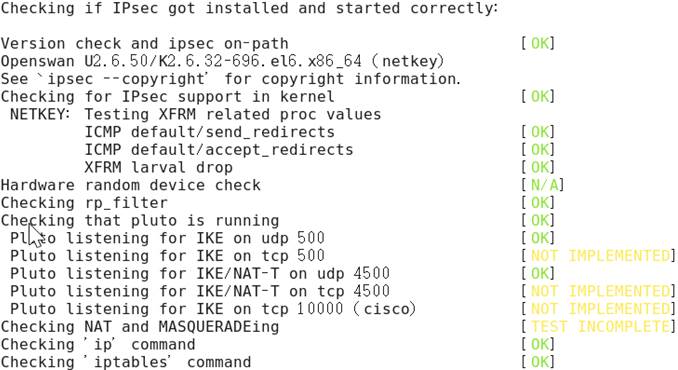 Checking if IPsec got installed and started correctly:
Version check and ipsec on-path [OK]
Openswan U2.6.50/K2.6.32-696.el6.x86_64 (netkey)
See `ipsec --copyright' for copyright information.
Checking for IPsec support in kernel [OK]
NETKEY: Testing XFRM related proc values
ICMP default/send_redirects [OK]
ICMP default/accept_redirects [OK]
XFRM larval drop [OK]
Hardware random device check [N/A]
Checking rp_filter [OK]
Checking that pluto is running [OK]
Pluto listening for IKE on udp 500 [OK]
Pluto listening for IKE on tcp 500 [NOT IMPLEMENTED]
Pluto listening for IKE/NAT-T on udp 4500 [OK]
Pluto listening for IKE/NAT-T on tcp 4500 [NOT IMPLEMENTED]
Pluto listening for IKE on tcp 10000 (cisco) [NOT IMPLEMENTED]
Checking NAT and MASQUERADEing [TEST INCOMPLETE]
Checking 'ip' command [OK]
Checking 'iptables' command [OK]